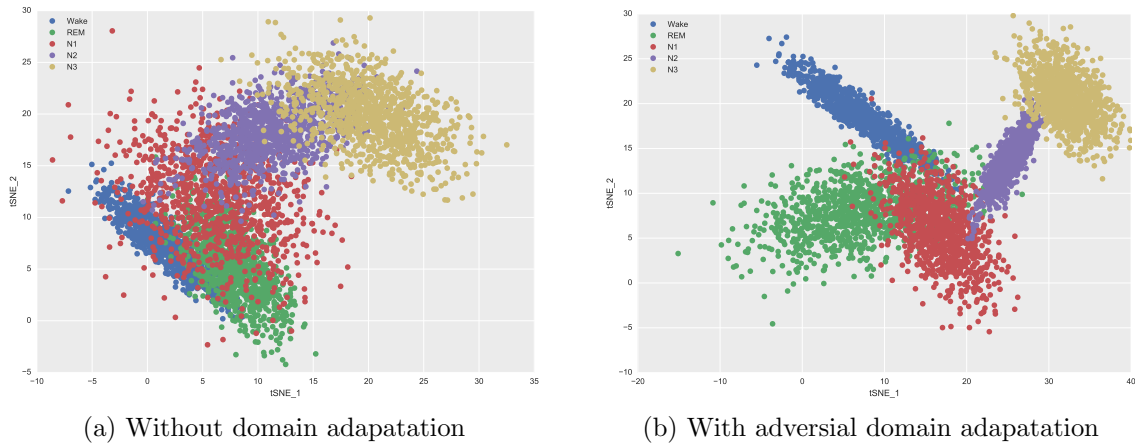 30
25
20
15
10
5
0
−5
−10 −5 0 5 10 15 20 25 30 35
tSNE_1
tSNE_2
Wake
REM
N1
N2
N3
(a) Without domain adapatation
30
25
20
15
10
5
0
−5
−10
−20 −10 0 10 20 30 40
tSNE_1
tSNE_2
Wake
REM
N1
N2
N3
(b) With adversial domain adapatation